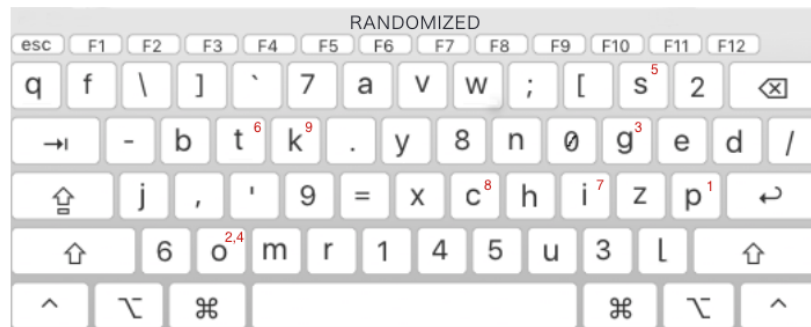 RANDOMIZED
esc F1 F2 F3 F4 F5 F6 F7 F8 F9 F10 F11 F12
q f \ ] ` 7 a v w ; [ s 5 2
- b t 6 k 9 . y 8 n 0 g 3 e d /
j , ' 9 = x c 8 h i 7 z p 1
6 o 2,4 m r 1 4 5 u 3 l